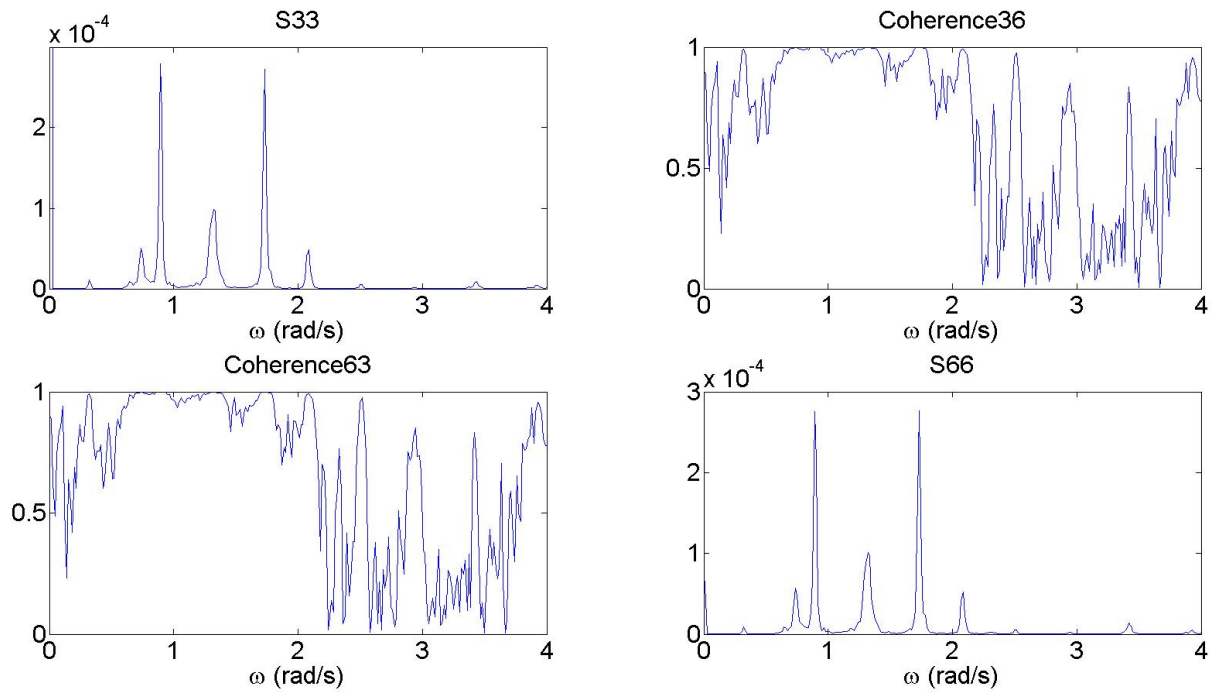 S33
x 10-4
2
1
0
0 1 2 3 4
ω (rad/s)
Coherence36
1
0.5
0
0 1 2 3 4
ω (rad/s)
Coherence63
1
0.5
0
0 1 2 3 4
ω (rad/s)
S66
x 10-4
3
2
1
0
0 1 2 3 4
ω (rad/s)